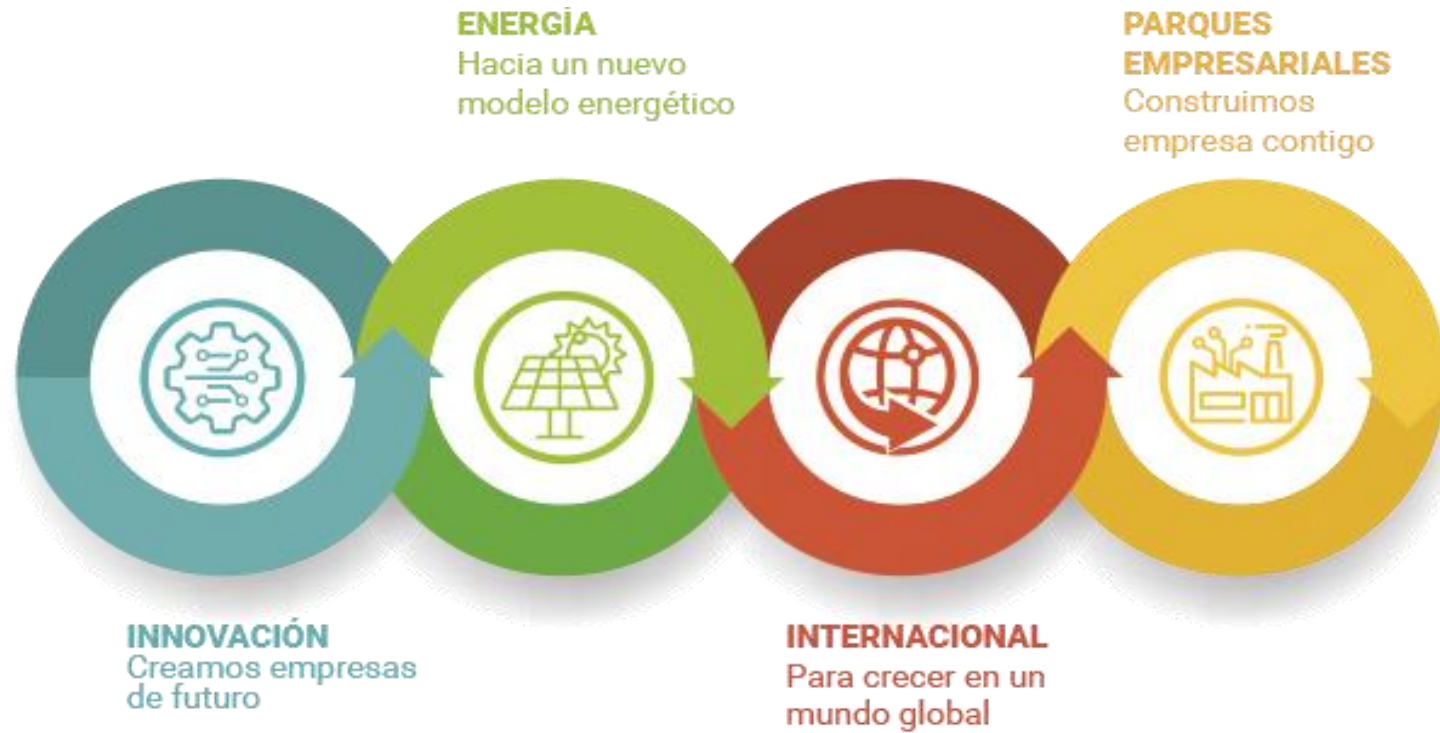 ENERGÍA
Hacia un nuevo
modelo energético
PARQUES
EMPRESARIALES
Construimos
empresa contigo
INNOVACIÓN
Creamos empresas
de futuro
INTERNACIONAL
Para crecer en un
mundo global